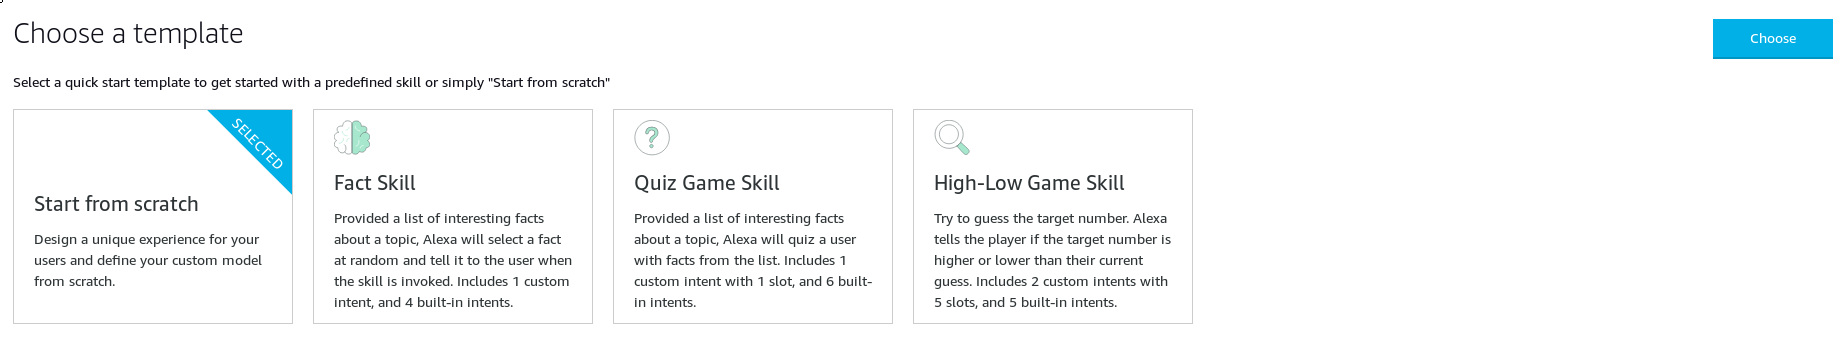 Choose a template
Choose
Select a quick start template to get started with a predefined skill or simply "Start from scratch"
SELECTED
Start from scratch
Design a unique experience for your
users and define your custom model
from scratch.
Fact Skill
Provided a list of interesting facts
about a topic, Alexa will select a fact
at random and tell it to the user when
the skill is invoked. Includes 1 custom
intent, and 4 built-in intents.
?
Quiz Game Skill
Provided a list of interesting facts
about a topic, Alexa will quiz a user
with facts from the list. Includes 1
custom intent with 1 slot, and 6 built-
in intents.
High-Low Game Skill
Try to guess the target number. Alexa
tells the player if the target number is
higher or lower than their current
guess. Includes 2 custom intents with
5 slots, and 5 built-in intents.